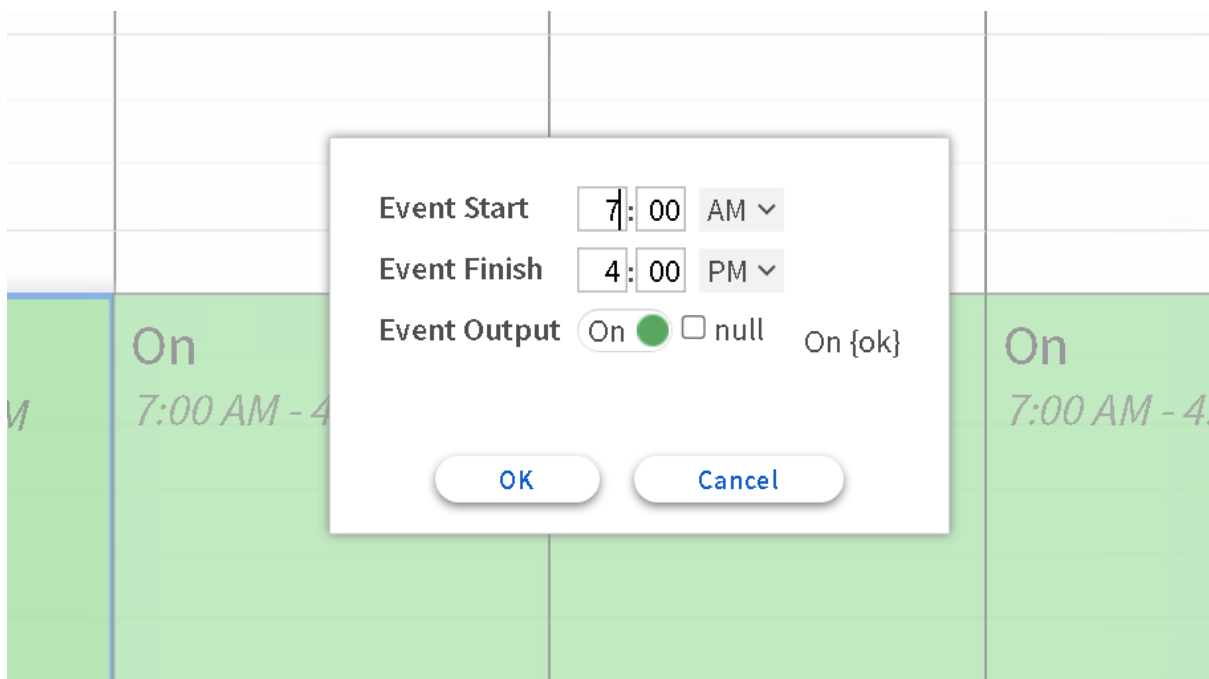 Event Start 7: 00 AM
Event Finish 4: 00 PM
Event Output On null On {ok}
On
7:00 AM - 4
On
7:00 AM - 4
M
OK Cancel